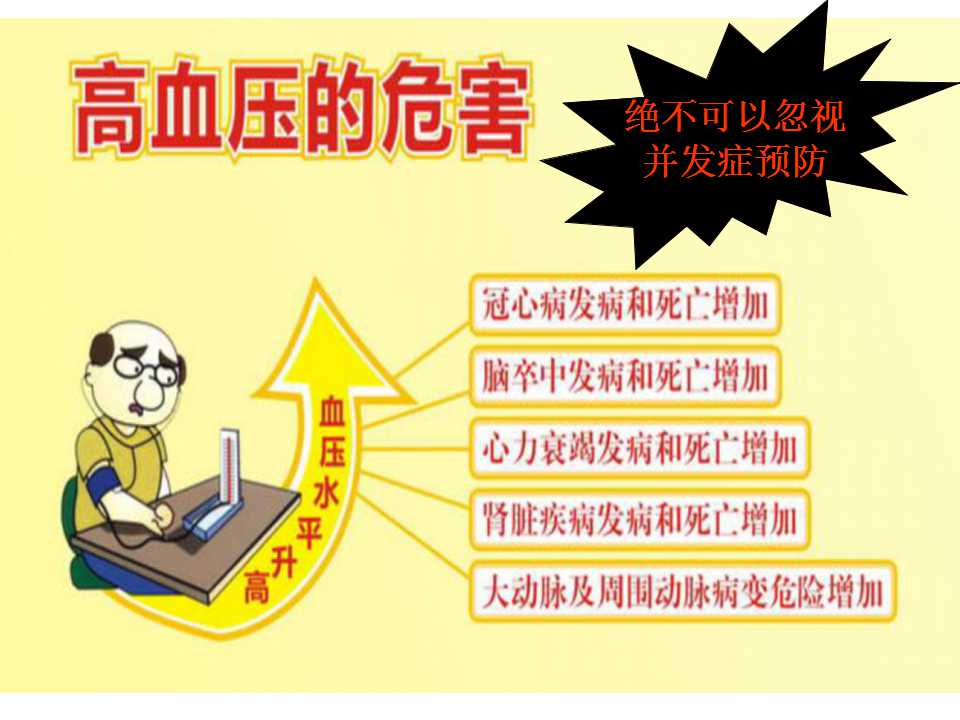 高血压的危害
绝不可以忽视
并发症预防
冠心病发病和死亡增加
脑卒中发病和死亡增加
心力衰竭发病和死亡增加
肾脏疾病发病和死亡增加
大动脉及周围动脉病变危险增加
血压水平升高